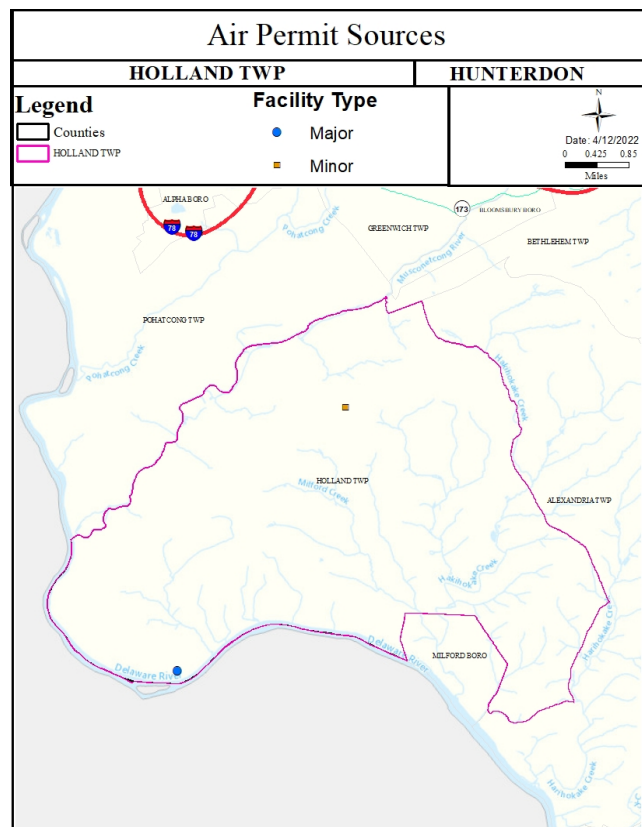 Air Permit Sources
HOLLAND TWP
HUNTERDON
Legend
Counties
HOLLAND TWP
Facility Type
Major
Minor
N
Date: 4/12/2022
0 0.425 0.85
Miles
ALPHA BORO
78
78
Pohatcong Creek
GREENWICH TWP
173
BLOOMSBURY BORO
BETHLEHEM TWP
Musconetcong River
POHATCONG TWP
Pohatcong Creek
Hakihokake Creek
HOLLAND TWP
Milford Creek
ALEXANDRIA TWP
Hakihokake Creek
Harihokake Cree
Delaware River
MILFORD BORO
Delaware River
Harihokake Creek